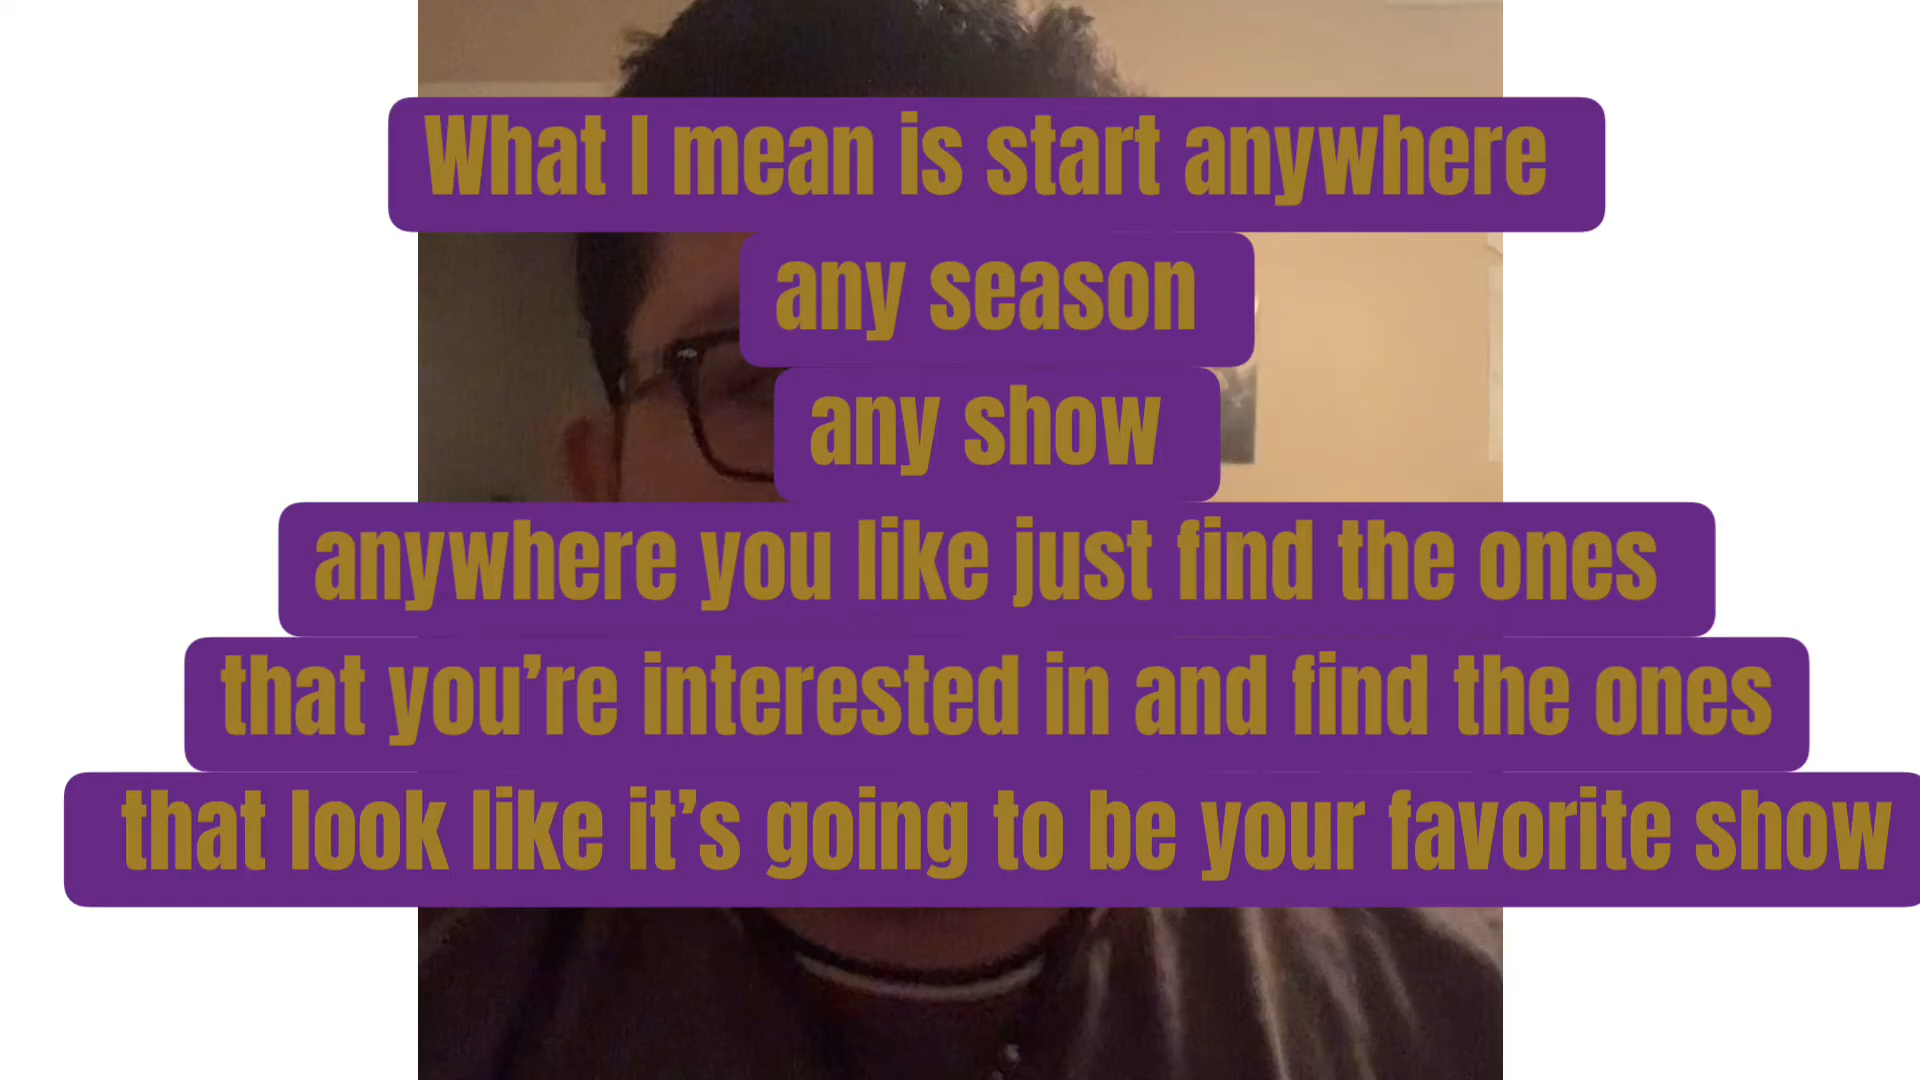 What I mean is start anywhere
any season
any show
anywhere you like just find the ones
that you’re interested in and find the ones
that look like it’s going to be your favorite show